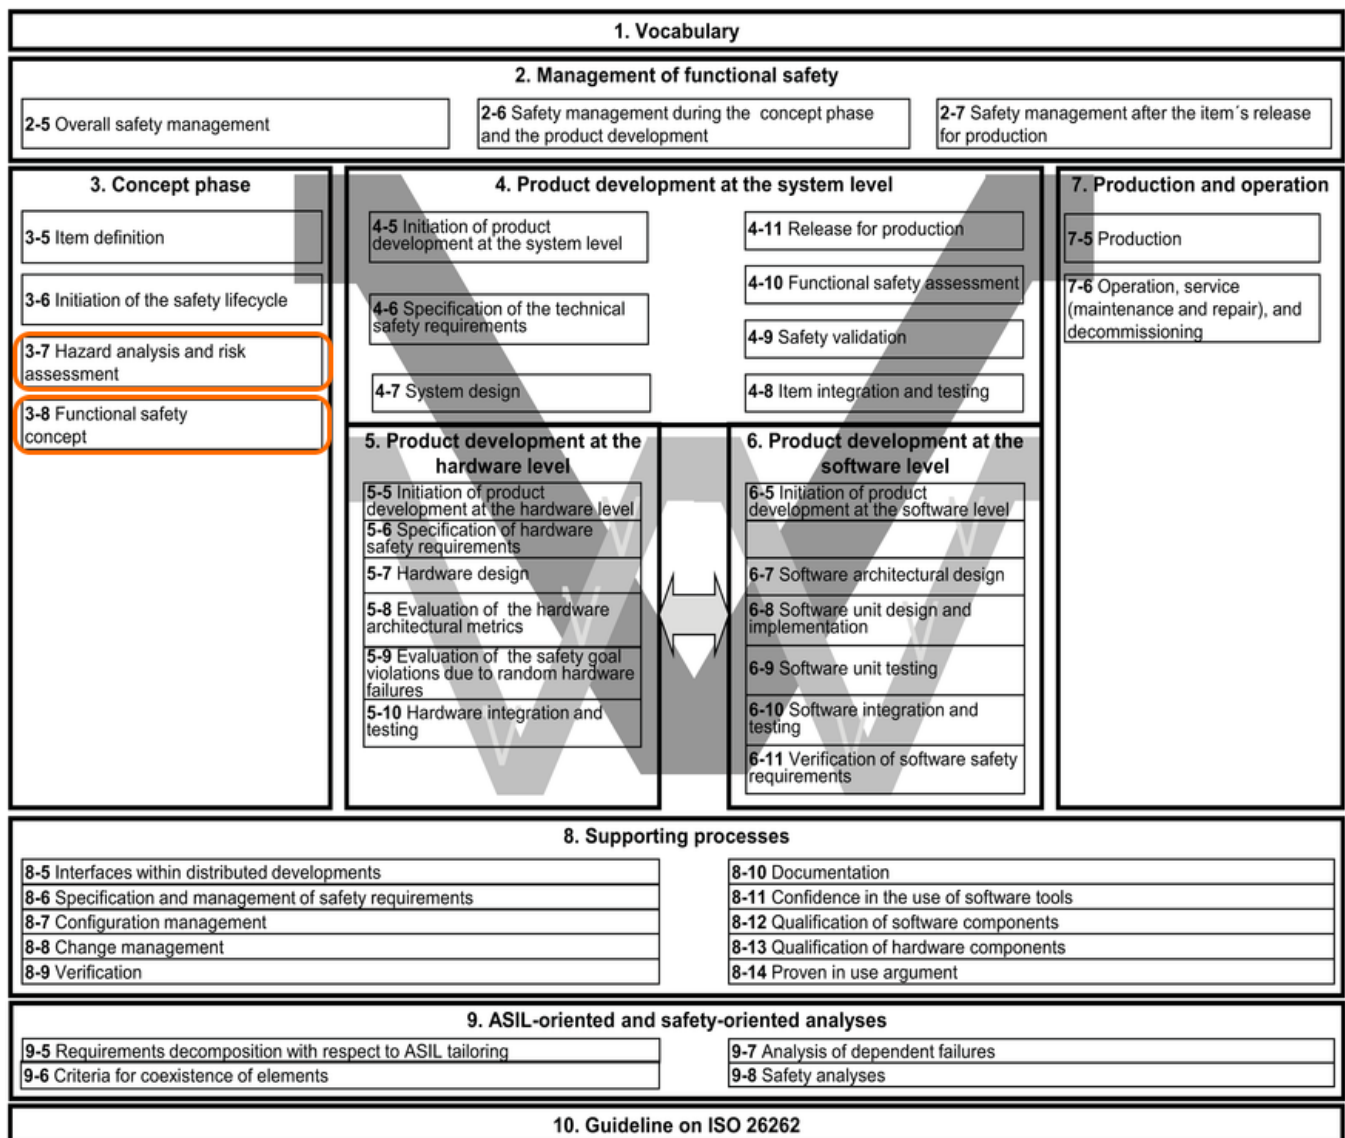 1. Vocabulary
2. Management of functional safety
2-5 Overall safety management
2-6 Safety management during the concept phase
and the product development
2-7 Safety management after the item´s release
for production
3. Concept phase
3-5 Item definition
3-6 Initiation of the safety lifecycle
3-7 Hazard analysis and risk
assessment
3-8 Functional safety
concept
4. Product development at the system level
4-5 Initiation of product
development at the system level
4-6 Specification of the technical
safety requirements
4-7 System design
4-11 Release for production
4-10 Functional safety assessment
4-9 Safety validation
4-8 Item integration and testing
7. Production and operation
7-5 Production
7-6 Operation, service
(maintenance and repair), and
decommissioning
5. Product development at the
hardware level
5-5 Initiation of product
development at the hardware level
5-6 Specification of hardware
safety requirements
5-7 Hardware design
5-8 Evaluation of the hardware
architectural metrics
5-9 Evaluation of the safety goal
violations due to random hardware
failures
5-10 Hardware integration and
testing
6. Product development at the
software level
6-5 Initiation of product
development at the software level
6-7 Software architectural design
6-8 Software unit design and
implementation
6-9 Software unit testing
6-10 Software integration and
testing
6-11 Verification of software safety
requirements
8. Supporting processes
8-5 Interfaces within distributed developments
8-6 Specification and management of safety requirements
8-7 Configuration management
8-8 Change management
8-9 Verification
8-10 Documentation
8-11 Confidence in the use of software tools
8-12 Qualification of software components
8-13 Qualification of hardware components
8-14 Proven in use argument
9. ASIL-oriented and safety-oriented analyses
9-5 Requirements decomposition with respect to ASIL tailoring
9-6 Criteria for coexistence of elements
9-7 Analysis of dependent failures
9-8 Safety analyses
10. Guideline on ISO 26262